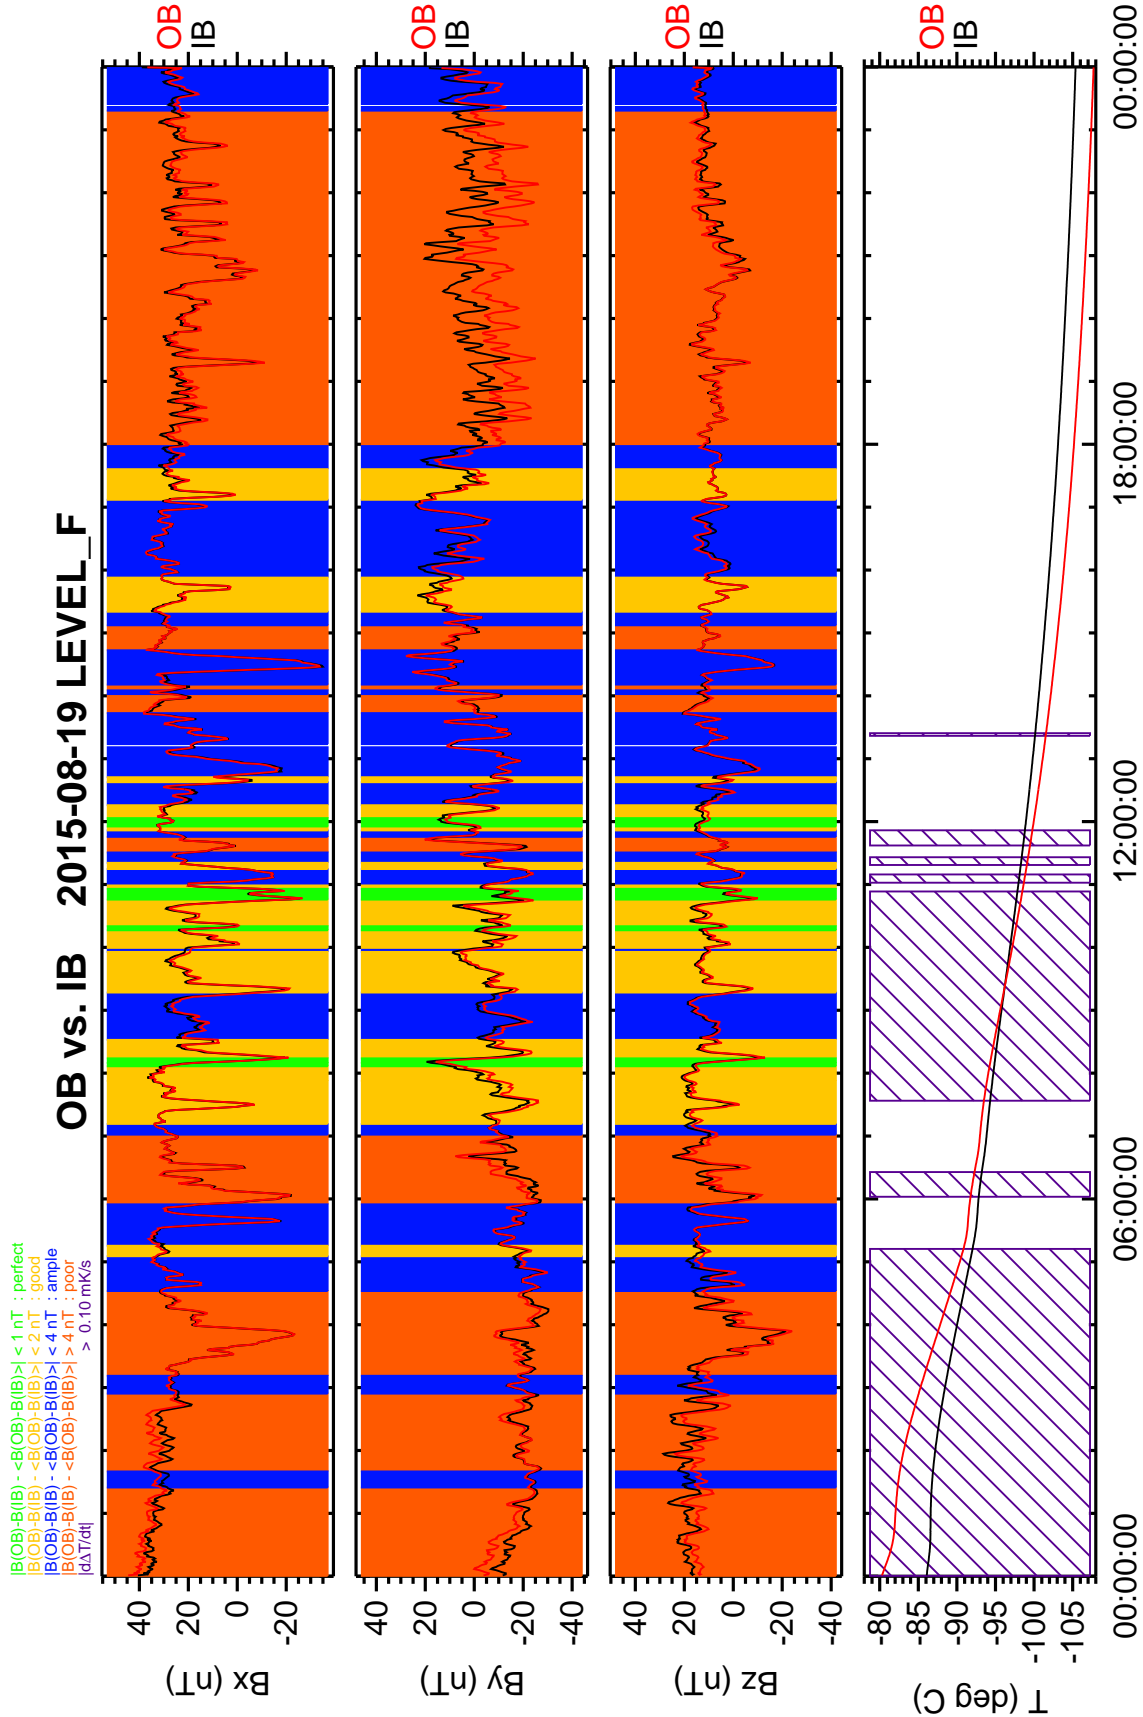 |B(OB)-B(IB) - <B(OB)-B(IB)>| < 1 nT : perfect
|B(OB)-B(IB) - <B(OB)-B(IB)>| < 2 nT : good
|B(OB)-B(IB) - <B(OB)-B(IB)>| < 4 nT : ample
|B(OB)-B(IB) - <B(OB)-B(IB)>| > 4 nT : poor
|dΔT/dt| > 0.10 mK/s
OB vs. IB 2015-08-19 LEVEL_F
Bx (nT)
40
20
0
-20
OB
IB
By (nT)
40
20
0
-20
OB
IB
Bz (nT)
40
20
0
-20
OB
IB
T (deg C)
-80
-85
-90
-95
-100
-105
OB
IB
00:00:00
06:00:00
12:00:00
18:00:00
00:00:00